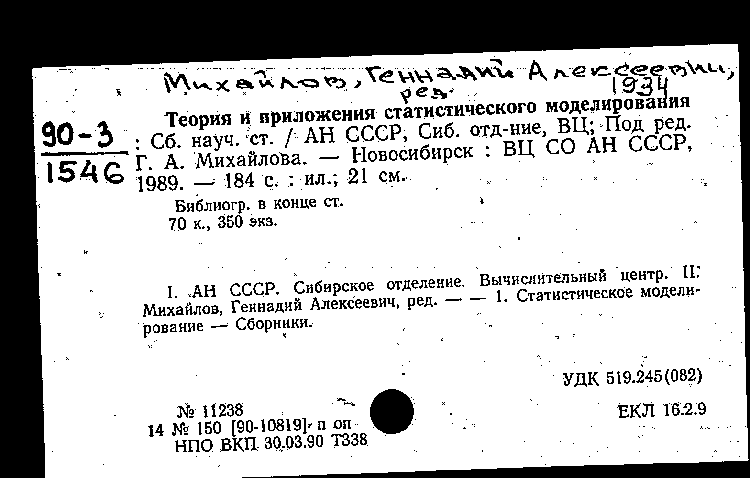 Михайлов, Геннадий Алексеевич,
ред. 1934
Теория и приложения статистического моделирования
90-3
1546
: Сб. науч. ст. / АН СССР, Сиб. отд-ние, ВЦ; Под ред.
Г. А. Михайлова. — Новосибирск : ВЦ СО АН СССР,
1989. — 184 с. : ил.; 21 см.
Библиогр. в конце ст.
70 к., 350 экз.
I. АН СССР. Сибирское отделение. Вычислительный центр. II.
Михайлов, Геннадий Алексеевич, ред. — — 1. Статистическое модели-
рование — Сборники.
УДК 519.245(082)
№ 11238
ЕКЛ 16.2.9
14 № 150 [90-10819] п оп
НПО ВКП 30.03.90 Т338